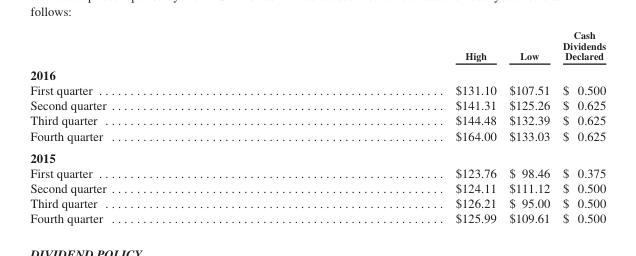 follows:
Cash
Dividends
High Low Declared
2016
First quarter . . . . . . . . . . . . . . . . . . . . . . . . . . . . . . . . . . . . . . . . . . . . . . . . . . . . . . $131.10 $107.51 $ 0.500
Second quarter . . . . . . . . . . . . . . . . . . . . . . . . . . . . . . . . . . . . . . . . . . . . . . . . . . . $141.31 $125.26 $ 0.625
Third quarter . . . . . . . . . . . . . . . . . . . . . . . . . . . . . . . . . . . . . . . . . . . . . . . . . . . . $144.48 $132.39 $ 0.625
Fourth quarter . . . . . . . . . . . . . . . . . . . . . . . . . . . . . . . . . . . . . . . . . . . . . . . . . . . $164.00 $133.03 $ 0.625
2015
First quarter . . . . . . . . . . . . . . . . . . . . . . . . . . . . . . . . . . . . . . . . . . . . . . . . . . . . . . $123.76 $ 98.46 $ 0.375
Second quarter . . . . . . . . . . . . . . . . . . . . . . . . . . . . . . . . . . . . . . . . . . . . . . . . . . . $124.11 $111.12 $ 0.500
Third quarter . . . . . . . . . . . . . . . . . . . . . . . . . . . . . . . . . . . . . . . . . . . . . . . . . . . . $126.21 $ 95.00 $ 0.500
Fourth quarter . . . . . . . . . . . . . . . . . . . . . . . . . . . . . . . . . . . . . . . . . . . . . . . . . . . $125.99 $109.61 $ 0.500
DIVIDEND POLICY